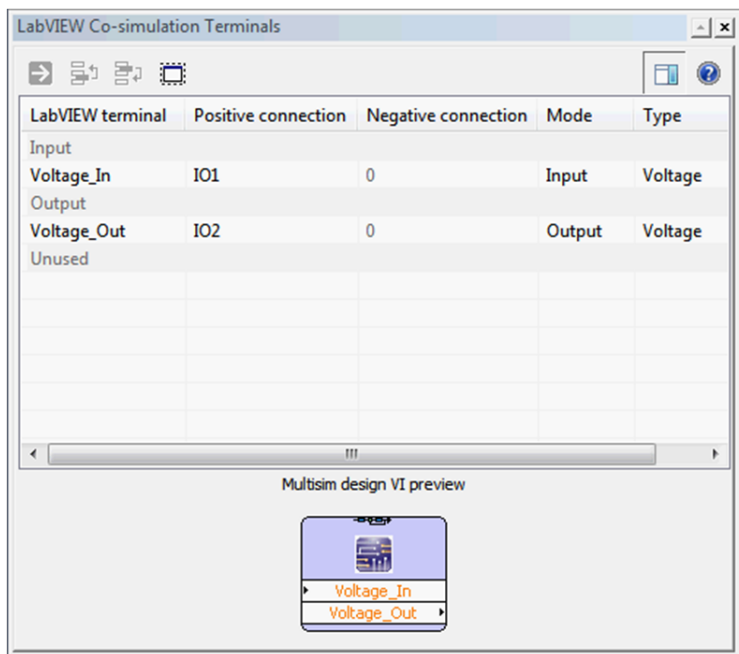 LabVIEW Co-simulation Terminals
LabVIEW terminal Positive connection Negative connection Mode Type
Input
Voltage_In IO1 0 Input Voltage
Output
Voltage_Out IO2 0 Output Voltage
Unused
Multisim design VI preview
Voltage_In
Voltage_Out